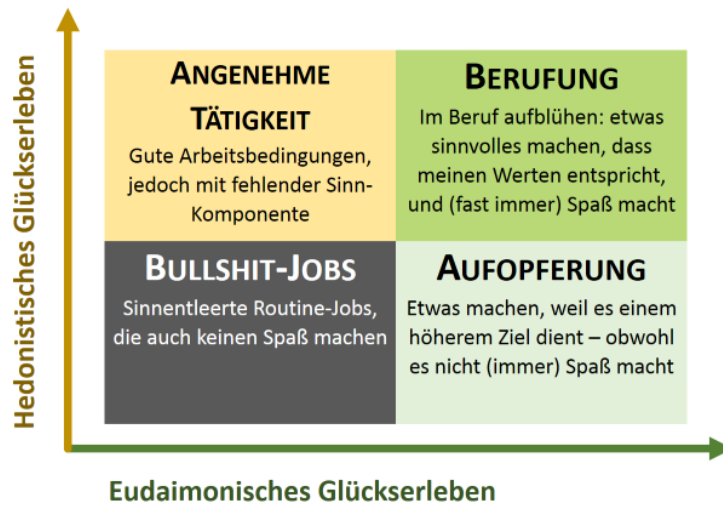 Hedonistisches Glückserleben
ANGENEHME
TÄTIGKEIT
Gute Arbeitsbedingungen,
jedoch mit fehlender Sinn-
Komponente
BERUFUNG
Im Beruf aufblühen: etwas
sinnvolles machen, dass
meinen Werten entspricht,
und (fast immer) Spaß macht
BULLSHIT-JOBS
Sinnentleerte Routine-Jobs,
die auch keinen Spaß machen
AUFOPFERUNG
Etwas machen, weil es einem
höherem Ziel dient – obwohl
es nicht (immer) Spaß macht
Eudaimonisches Glückserleben